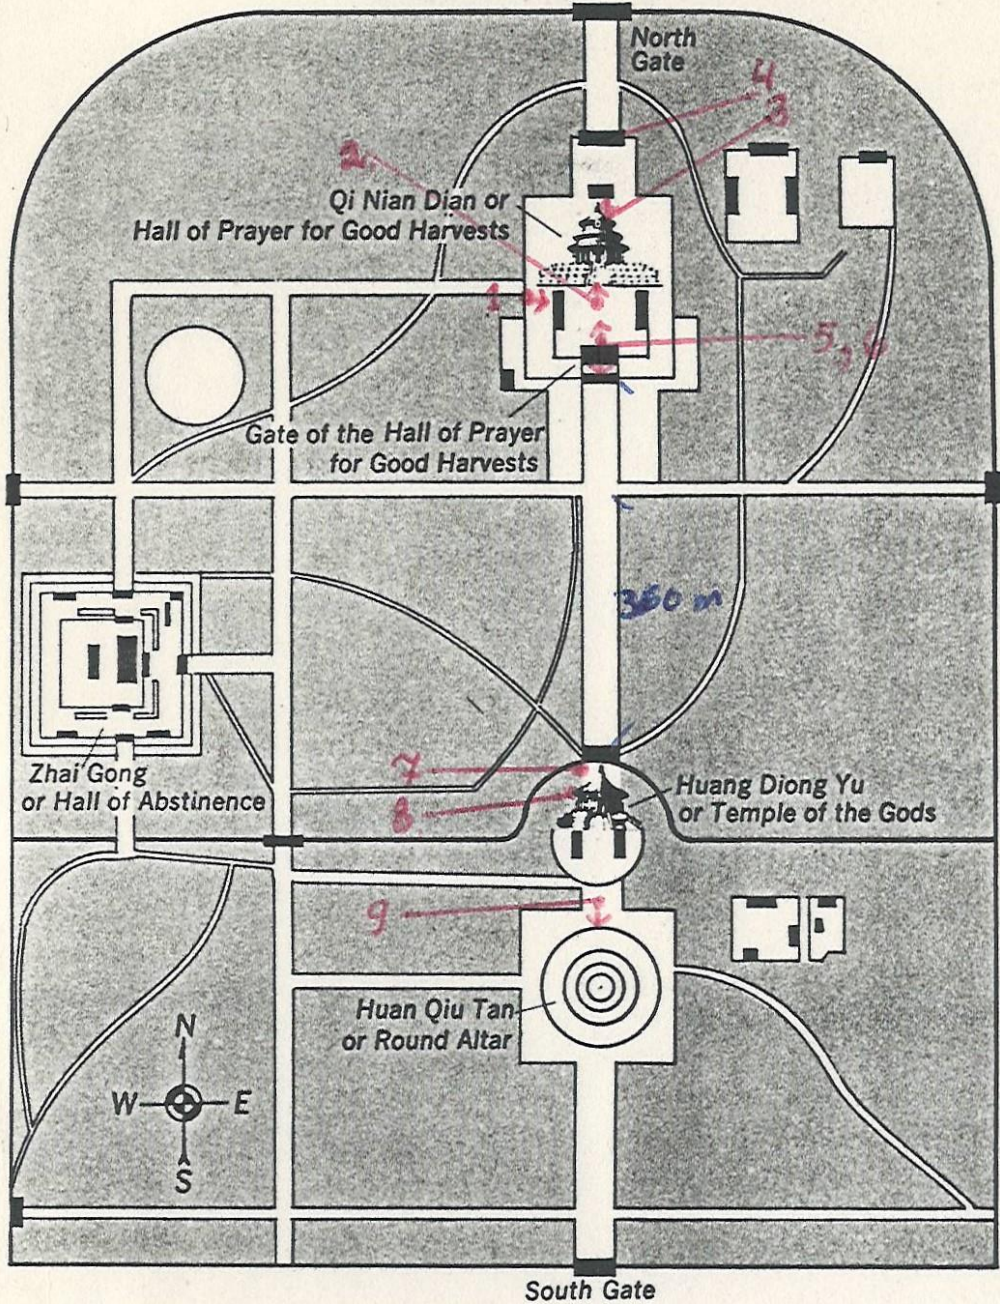 North
Gate
4
3
2.
Qi Nian Dian or
Hall of Prayer for Good Harvests
1
5, 6
Gate of the Hall of Prayer
for Good Harvests
360 m
Zhai Gong
or Hall of Abstinence
7
8
Huang Diong Yu
or Temple of the Gods
9
Huan Qiu Tan
or Round Altar
N
W E
S
South Gate